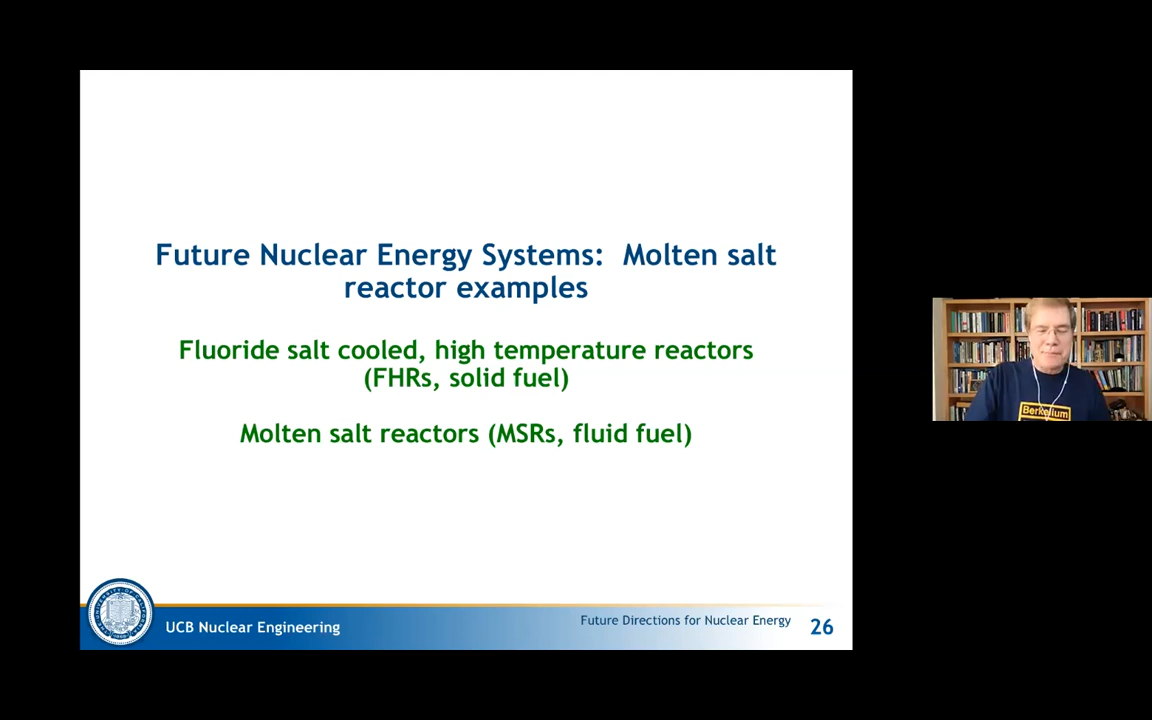 Future Nuclear Energy Systems: Molten salt
reactor examples
Fluoride salt cooled, high temperature reactors
(FHRs, solid fuel)
Molten salt reactors (MSRs, fluid fuel)
UCB Nuclear Engineering
Future Directions for Nuclear Energy
26
Berkelium